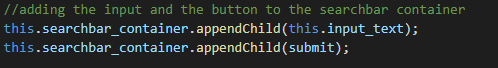 //adding the input and the button to the searchbar container
this.searchbar_container.appendChild(this.input_text);
this.searchbar_container.appendChild(submit);